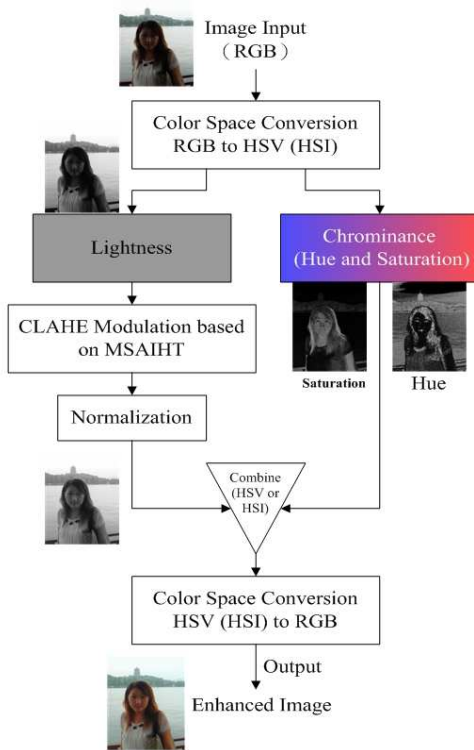 Image Input
( RGB )
Color Space Conversion
RGB to HSV (HSI)
Lightness
Chrominance
(Hue and Saturation)
CLAHE Modulation based
on MSAIHT
Saturation
Hue
Normalization
Combine
(HSV or
HSI)
Color Space Conversion
HSV (HSI) to RGB
Output
Enhanced Image